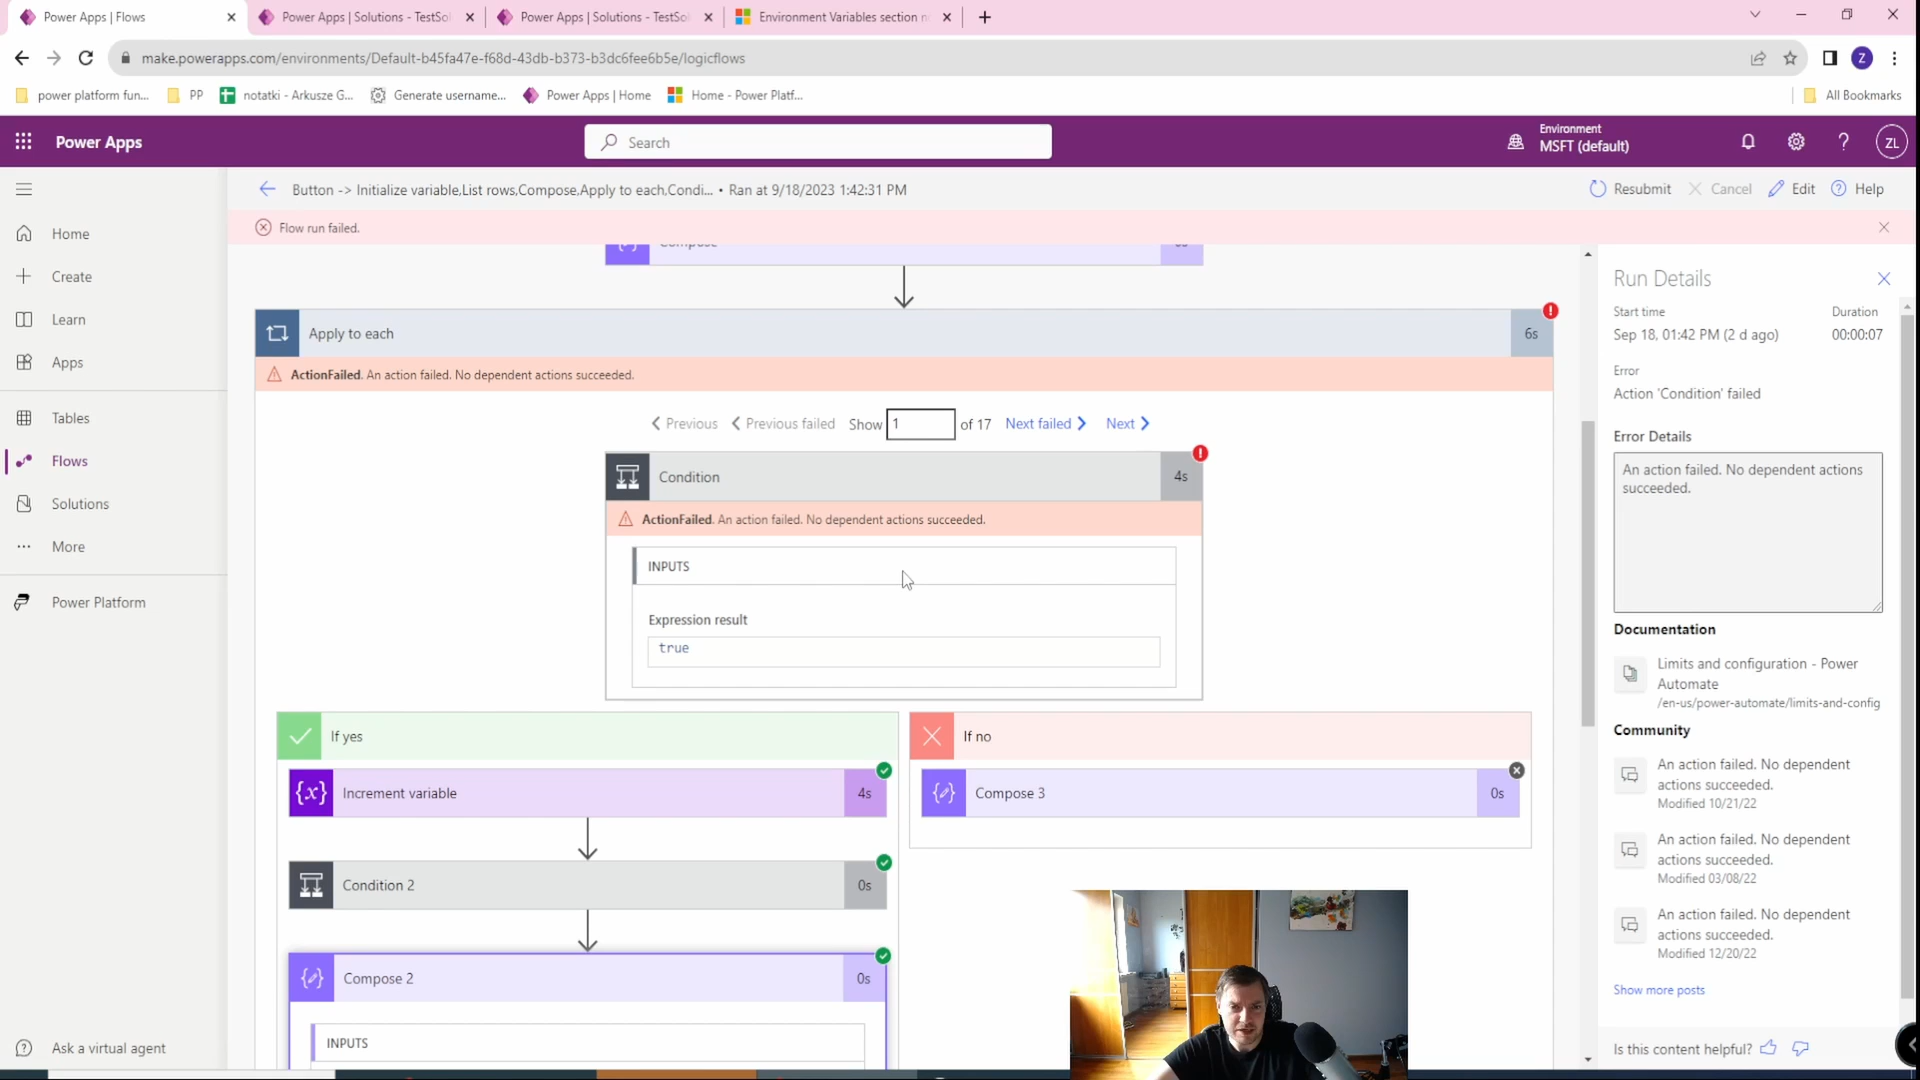 Power Apps | Flows
Power Apps | Solutions - TestSol
Power Apps | Solutions - TestSol
Environment Variables section n
make.powerapps.com/environments/Default-b45fa47e-f68d-43db-b373-b3dc6fee6b5e/logicflows
Z
power platform fun...
PP
notatki - Arkusze G...
Generate username...
Power Apps | Home
Home - Power Platf...
All Bookmarks
Power Apps
Search
Environment
MSFT (default)
ZL
Button -> Initialize variable,List rows,Compose,Apply to each,Condi... • Ran at 9/18/2023 1:42:31 PM
Resubmit
Cancel
Edit
Help
Flow run failed.
Home
Create
Learn
Apps
Tables
Flows
Solutions
More
Power Platform
Ask a virtual agent
Compose
0s
Apply to each
6s
ActionFailed. An action failed. No dependent actions succeeded.
Previous
Previous failed
Show
1
of 17
Next failed
Next
Condition
4s
ActionFailed. An action failed. No dependent actions succeeded.
INPUTS
Expression result
true
If yes
Increment variable
4s
Condition 2
0s
Compose 2
0s
INPUTS
If no
Compose 3
0s
Run Details
Start time
Duration
Sep 18, 01:42 PM (2 d ago)
00:00:07
Error
Action 'Condition' failed
Error Details
An action failed. No dependent actions
succeeded.
Documentation
Limits and configuration - Power
Automate
/en-us/power-automate/limits-and-config
Community
An action failed. No dependent
actions succeeded.
Modified 10/21/22
An action failed. No dependent
actions succeeded.
Modified 03/08/22
An action failed. No dependent
actions succeeded.
Modified 12/20/22
Show more posts
Is this content helpful?